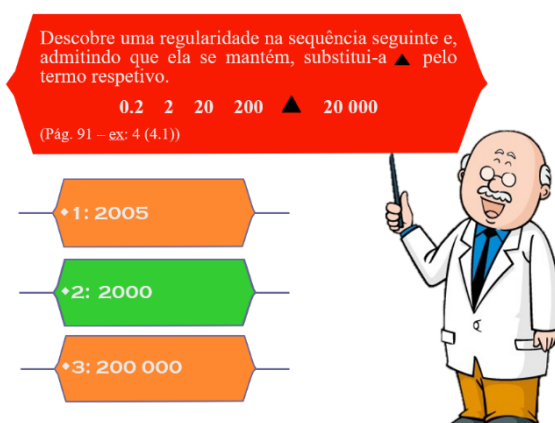 Descobre uma regularidade na sequência seguinte e,
admitindo que ela se mantém, substitui-a ▲ pelo
termo respetivo.
0.2 2 20 200 ▲ 20 000
(Pág. 91 – ex: 4 (4.1))
1: 2005
2: 2000
3: 200 000